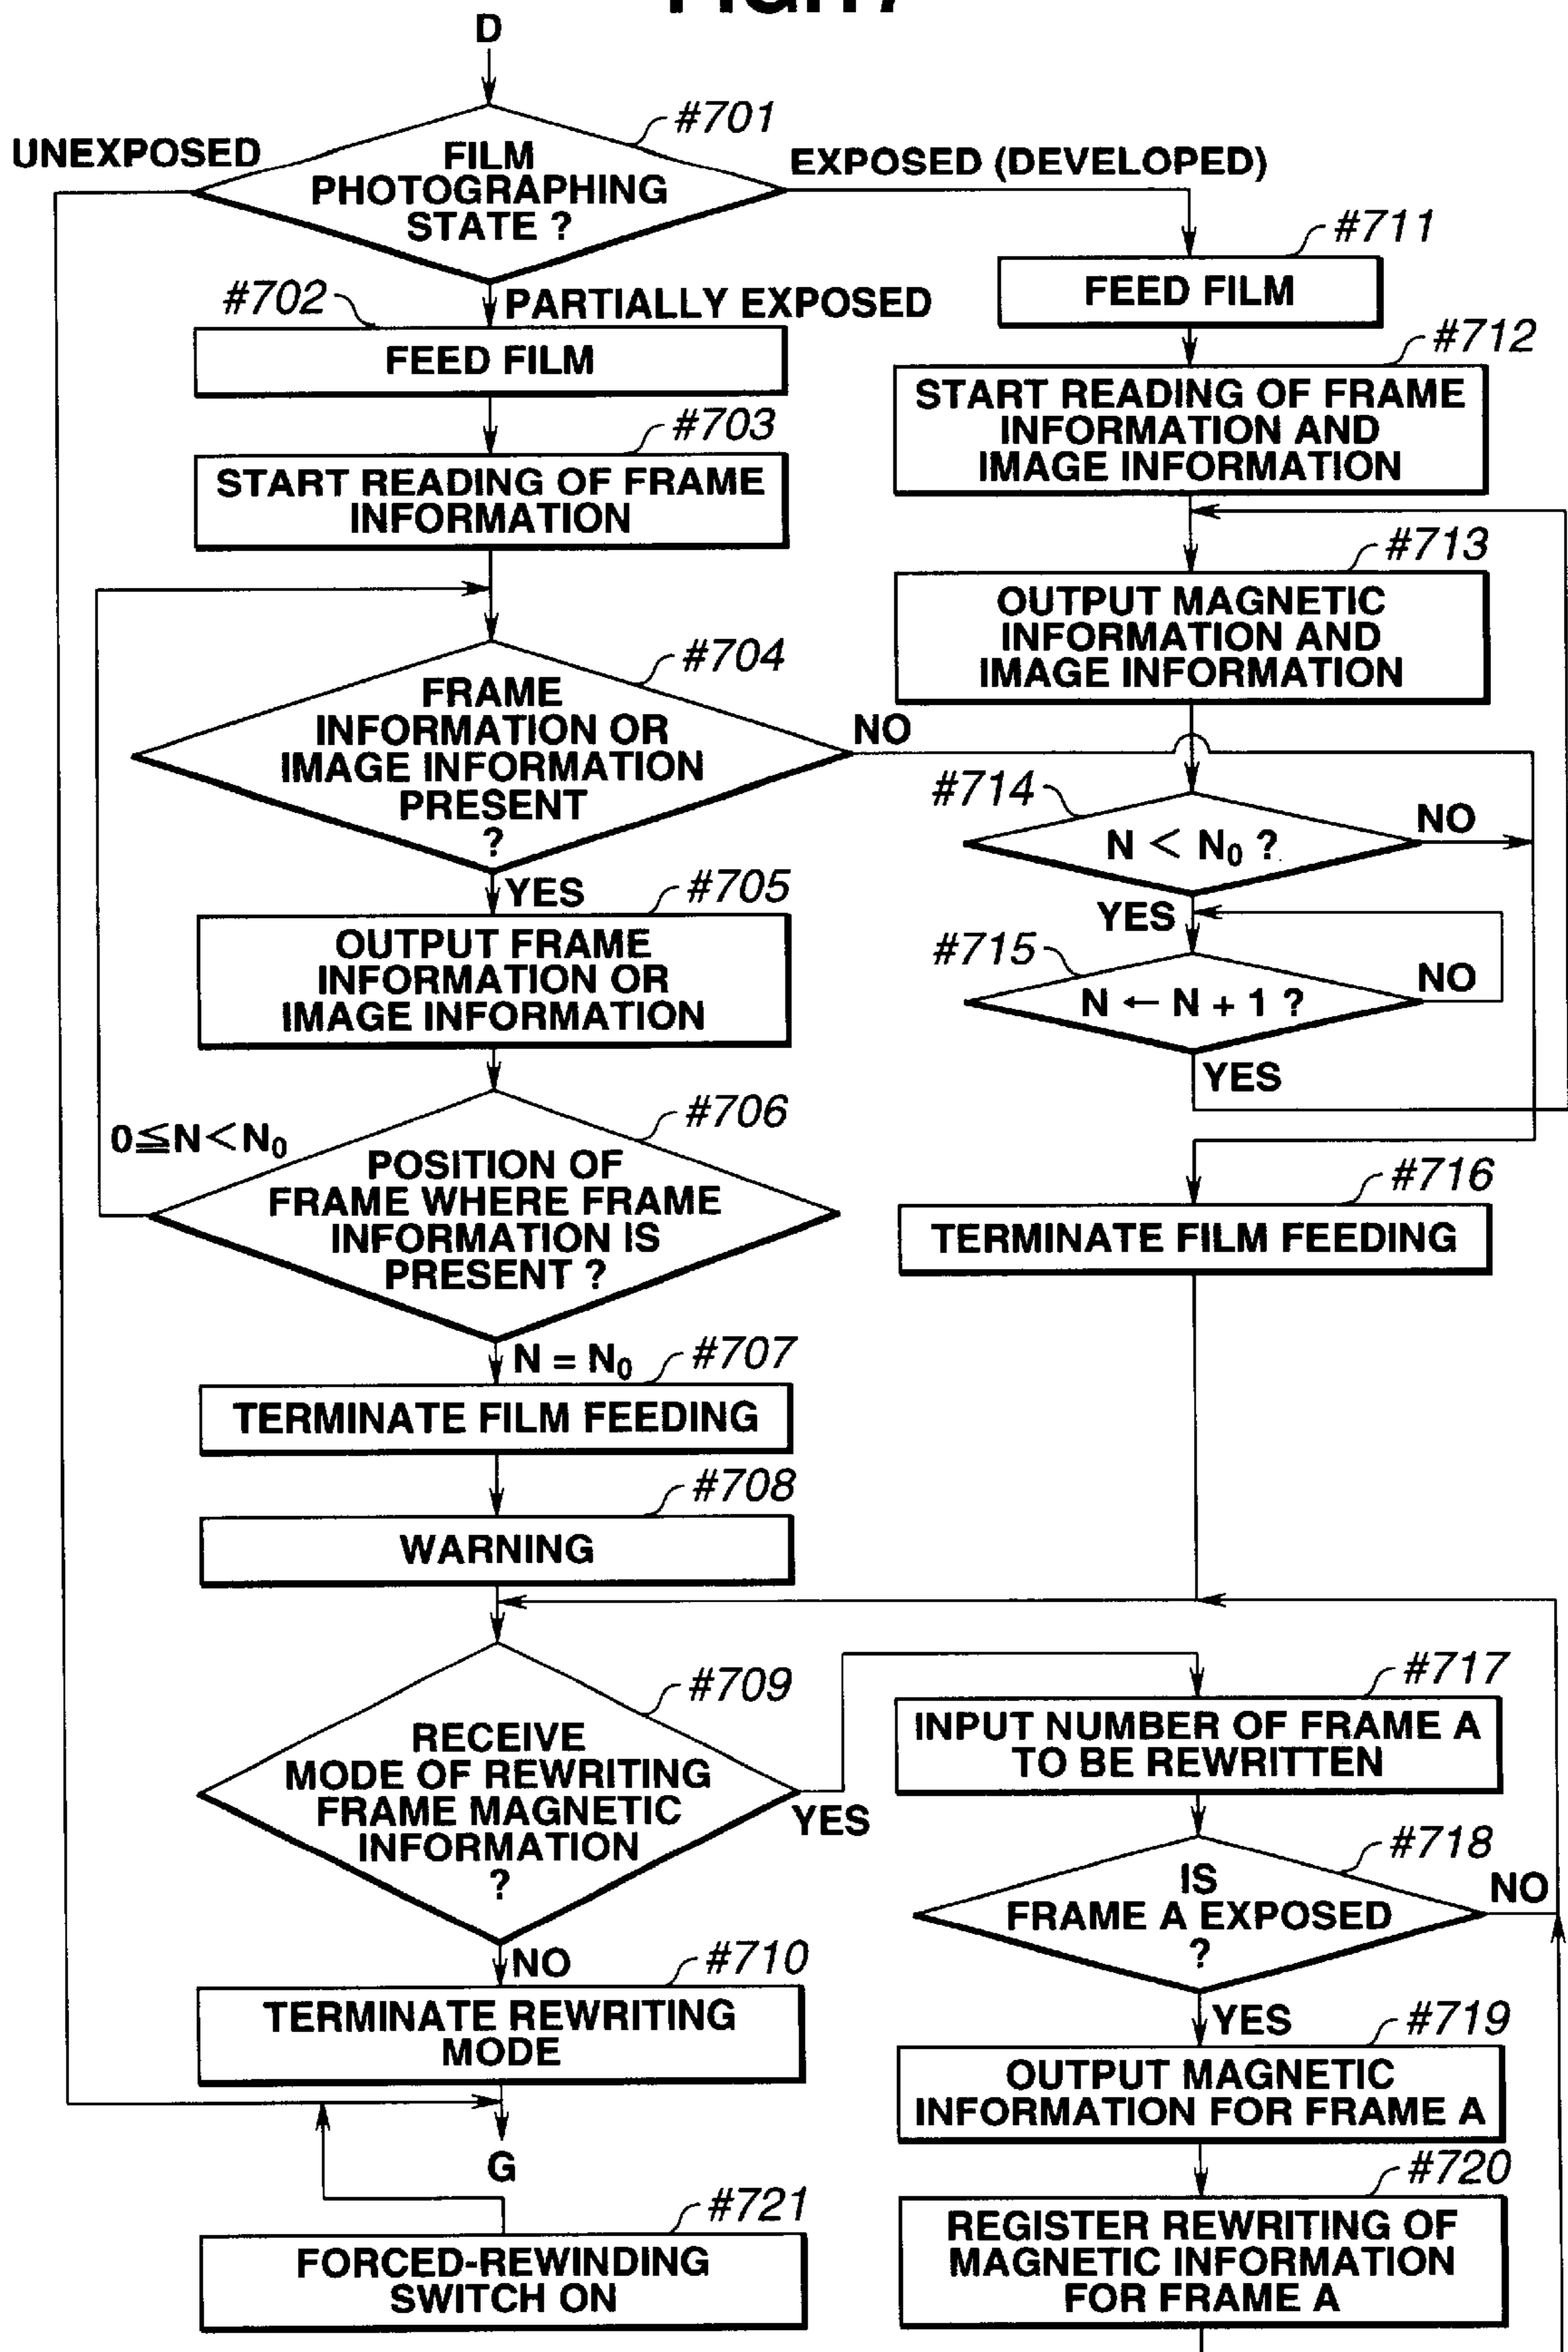 D
#701
UNEXPOSED
FILM
PHOTOGRAPHING
STATE ?
EXPOSED (DEVELOPED)
#702
PARTIALLY EXPOSED
FEED FILM
#703
START READING OF FRAME
INFORMATION
#704
FRAME
INFORMATION OR
IMAGE INFORMATION
PRESENT
?
NO
YES
#705
OUTPUT FRAME
INFORMATION OR
IMAGE INFORMATION
#706
0≦N<N₀
POSITION OF
FRAME WHERE FRAME
INFORMATION IS
PRESENT ?
N = N₀
#707
TERMINATE FILM FEEDING
#708
WARNING
#709
RECEIVE
MODE OF REWRITING
FRAME MAGNETIC
INFORMATION
?
YES
NO
#710
TERMINATE REWRITING
MODE
G
#721
FORCED-REWINDING
SWITCH ON
#711
FEED FILM
#712
START READING OF FRAME
INFORMATION AND
IMAGE INFORMATION
#713
OUTPUT MAGNETIC
INFORMATION AND
IMAGE INFORMATION
#714
N < N₀ ?
NO
YES
#715
N ← N + 1 ?
NO
YES
#716
TERMINATE FILM FEEDING
#717
INPUT NUMBER OF FRAME A
TO BE REWRITTEN
#718
IS
FRAME A EXPOSED
?
NO
YES
#719
OUTPUT MAGNETIC
INFORMATION FOR FRAME A
#720
REGISTER REWRITING OF
MAGNETIC INFORMATION
FOR FRAME A